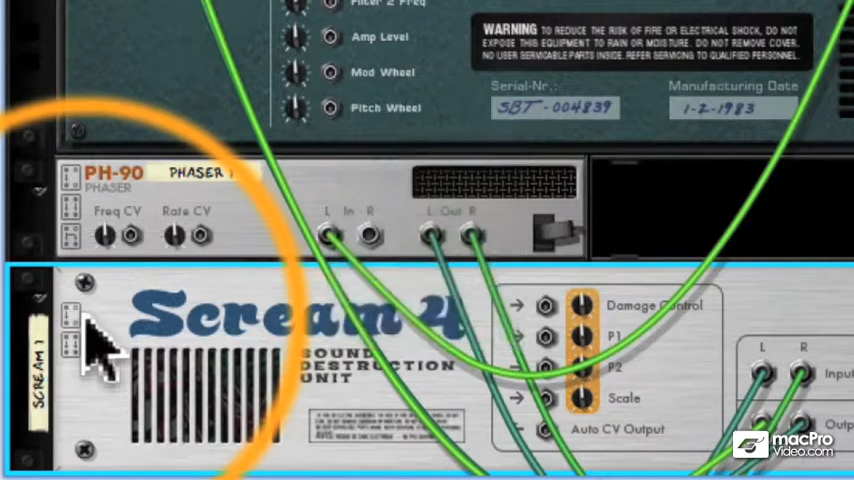 Filter 2 Freq
Amp Level
Mod Wheel
Pitch Wheel
WARNING TO REDUCE THE RISK OF FIRE OR ELECTRICAL SHOCK, DO NOT
EXPOSE THIS EQUIPMENT TO RAIN OR MOISTURE. DO NOT REMOVE COVER.
NO USER SERVICABLE PARTS INSIDE. REFER SERVICING TO QUALIFIED PERSONNEL.
Serial-Nr.:
Manufacturing Date
SBT-004839
1-2-1983
PH-90
PHASER
PHASER 1
Freq CV
Rate CV
L In R
L Out R
SCREAM 1
Scream 4
SOUND
DESTRUCTION
UNIT
Damage Control
P1
P2
Scale
Auto CV Output
L R
Input
Outp
macPro
Video.com